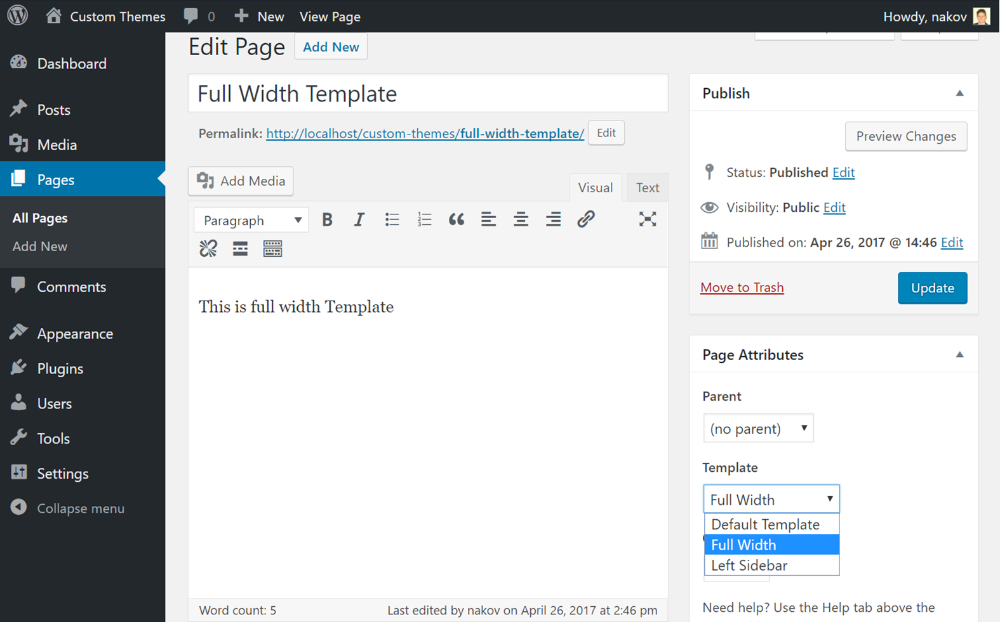 Custom Themes 0 New View Page Howdy, nakov
Dashboard
Posts
Media
Pages
All Pages
Add New
Comments
Appearance
Plugins
Users
Tools
Settings
Collapse menu
Edit Page Add New
Full Width Template
Permalink: http://localhost/custom-themes/full-width-template/ Edit
Add Media
Visual Text
Paragraph
This is full width Template
Word count: 5 Last edited by nakov on April 26, 2017 at 2:46 pm
Publish
Preview Changes
Status: Published Edit
Visibility: Public Edit
Published on: Apr 26, 2017 @ 14:46 Edit
Move to Trash Update
Page Attributes
Parent
(no parent)
Template
Full Width
Default Template
Full Width
Left Sidebar
Need help? Use the Help tab above the